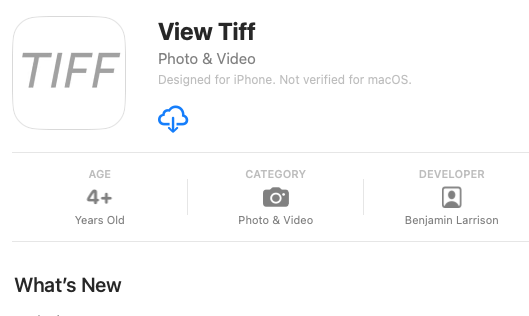 TIFF
View Tiff
Photo & Video
Designed for iPhone. Not verified for macOS.
AGE
4+
Years Old
CATEGORY
Photo & Video
DEVELOPER
Benjamin Larrison
What's New